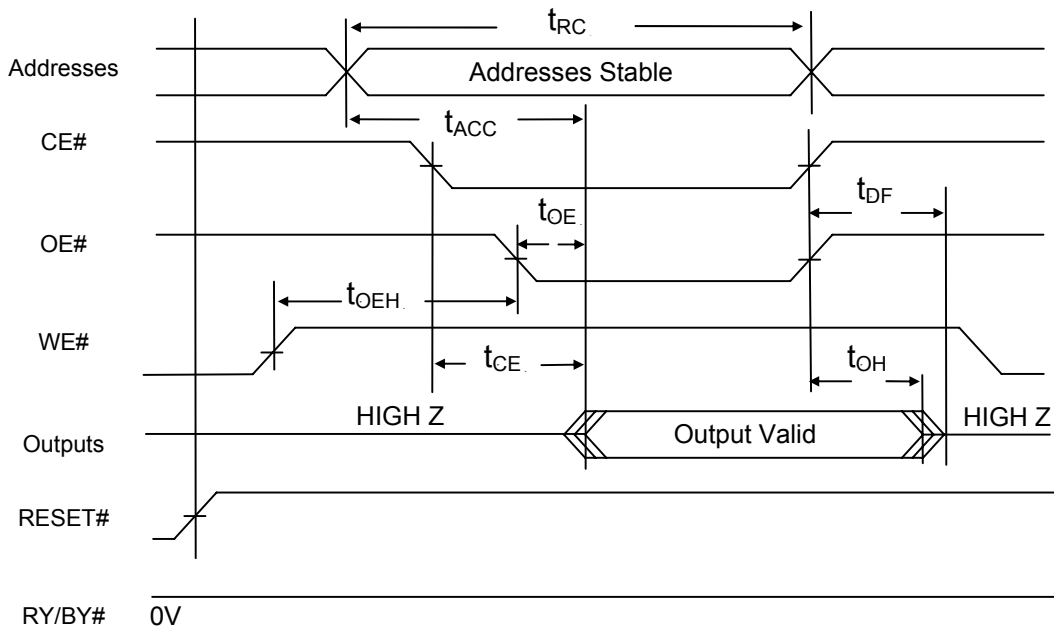 tRC
Addresses
Addresses Stable
tACC
CE#
tDF
tOE
OE#
tOEH
WE#
tCE
tOH
HIGH Z
HIGH Z
Output Valid
Outputs
RESET#
RY/BY#
0V